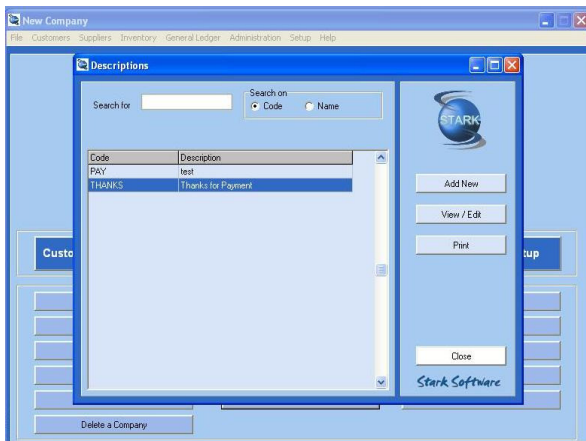 New Company
File Customers Suppliers Inventory General Ledger Administration Setup Help
Descriptions
Search for
Search on
Code Name
STARK
Code Description
PAY test
THANKS Thanks for Payment
Add New
View / Edit
Print
Custo
tup
Close
Stark Software
Delete a Company